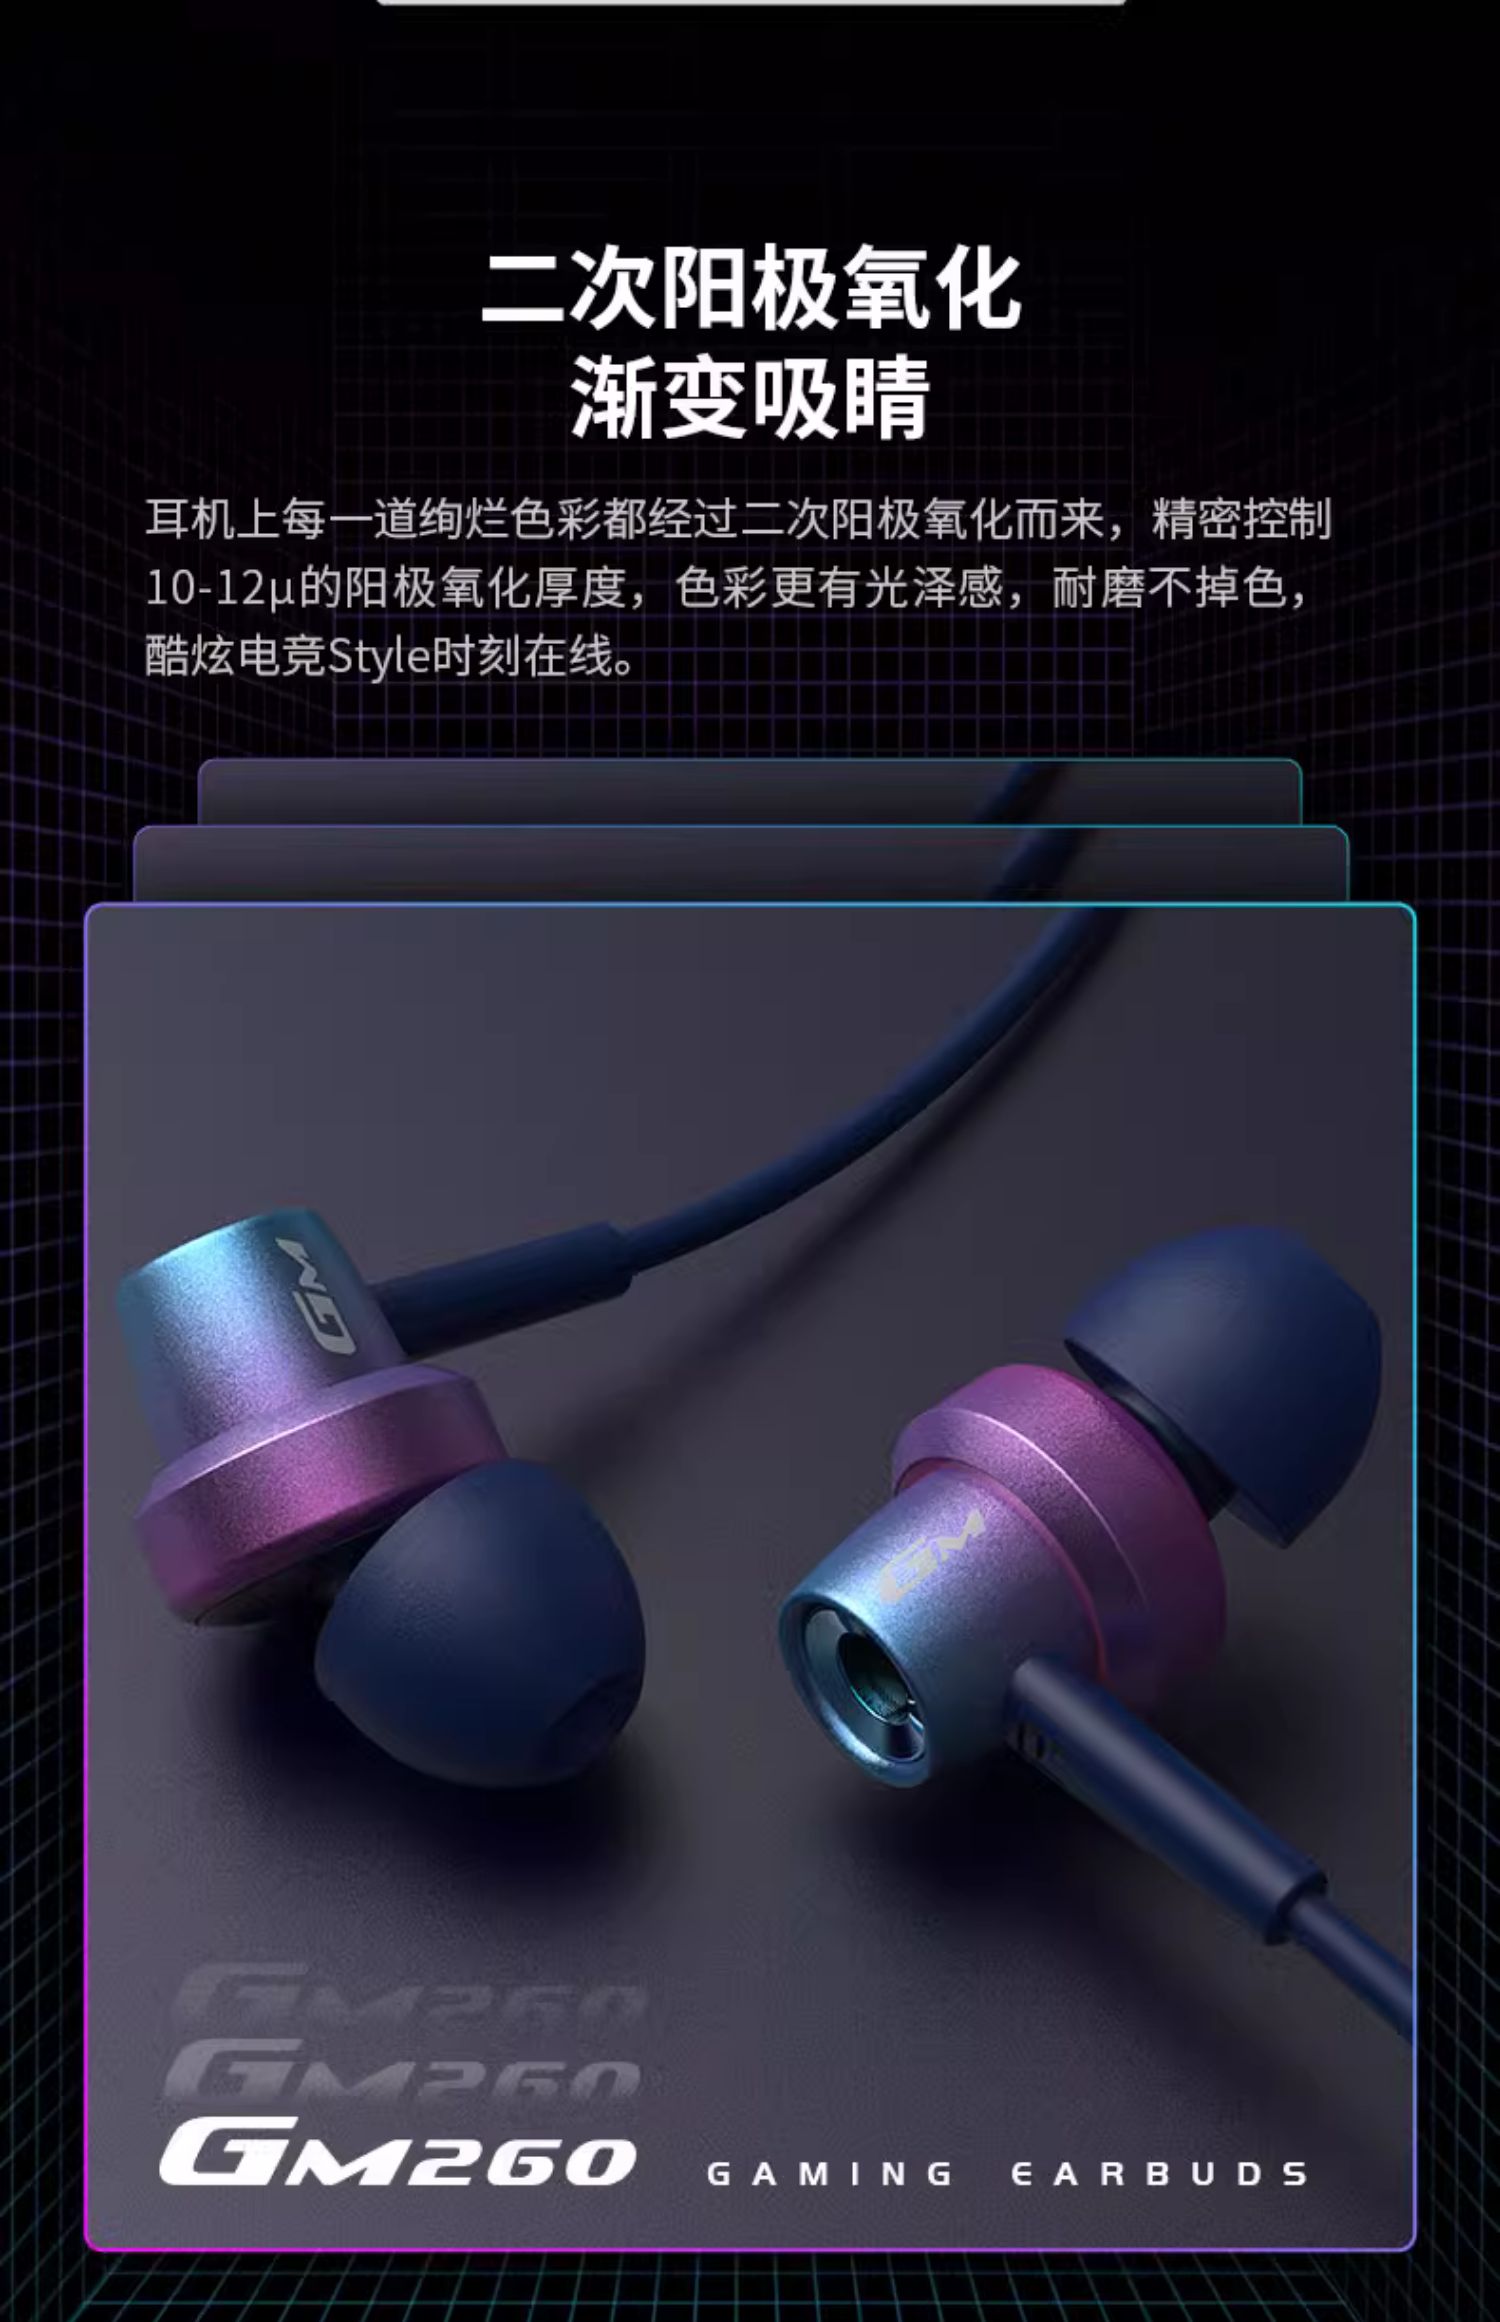 二次阳极氧化
渐变吸睛
耳机上每一道绚烂色彩都经过二次阳极氧化而来，精密控制
10-12μ的阳极氧化厚度，色彩更有光泽感，耐磨不掉色，
酷炫电竞Style时刻在线。
GM
GM
GM260
GM260
GM260 GAMING EARBUDS